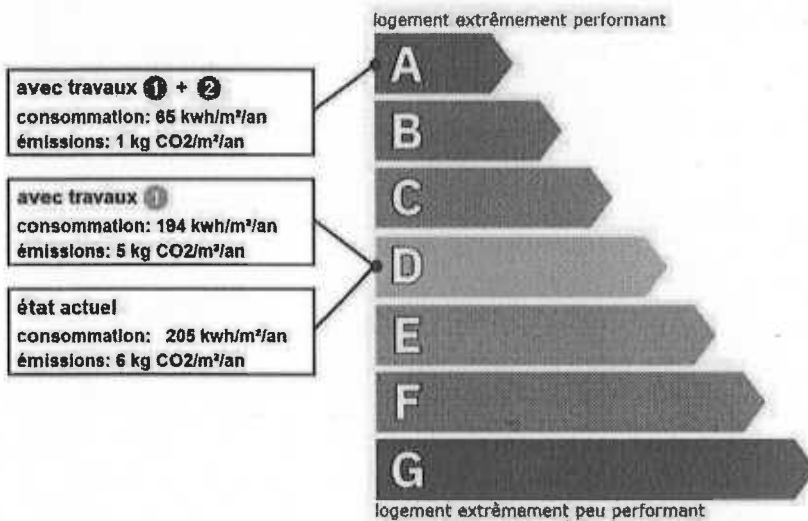 logement extrêmement performant
A
avec travaux 1 + 2
consommation: 65 kwh/m²/an
émissions: 1 kg CO2/m²/an
B
C
avec travaux 1
consommation: 194 kwh/m²/an
émissions: 5 kg CO2/m²/an
D
état actuel
consommation: 205 kwh/m²/an
émissions: 6 kg CO2/m²/an
E
F
G
logement extrêmement peu performant